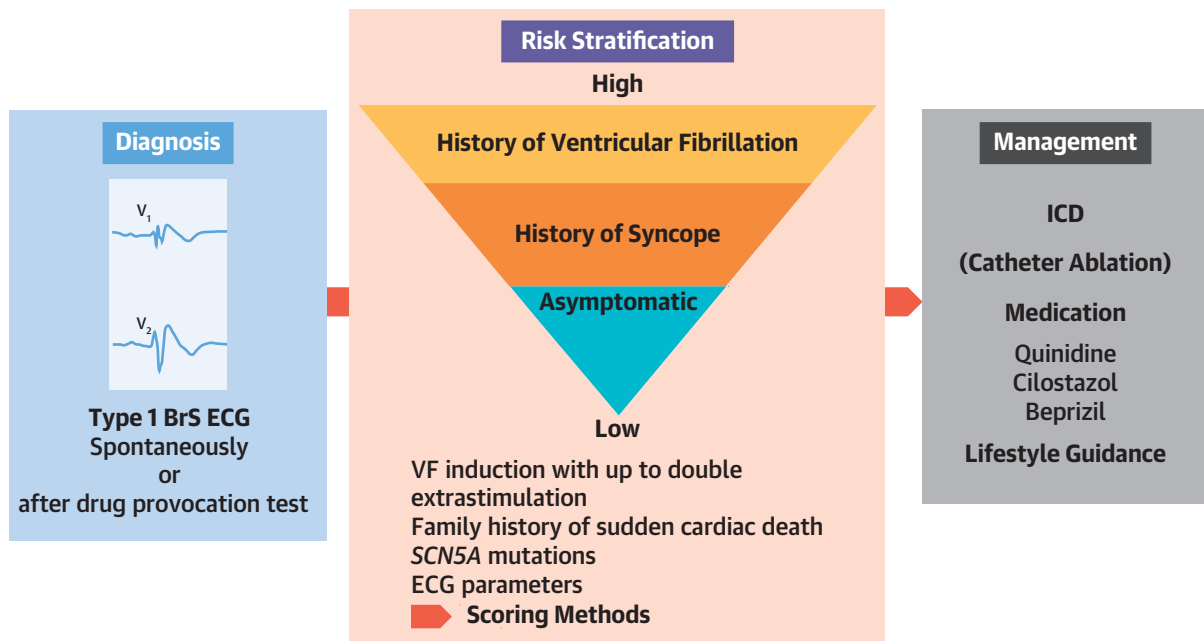 Diagnosis
V1
V2
Type 1 BrS ECG
Spontaneously
or
after drug provocation test
Risk Stratification
High
History of Ventricular Fibrillation
History of Syncope
Asymptomatic
Low
VF induction with up to double
extrastimulation
Family history of sudden cardiac death
SCN5A mutations
ECG parameters
Scoring Methods
Management
ICD
(Catheter Ablation)
Medication
Quinidine
Cilostazol
Beprizil
Lifestyle Guidance